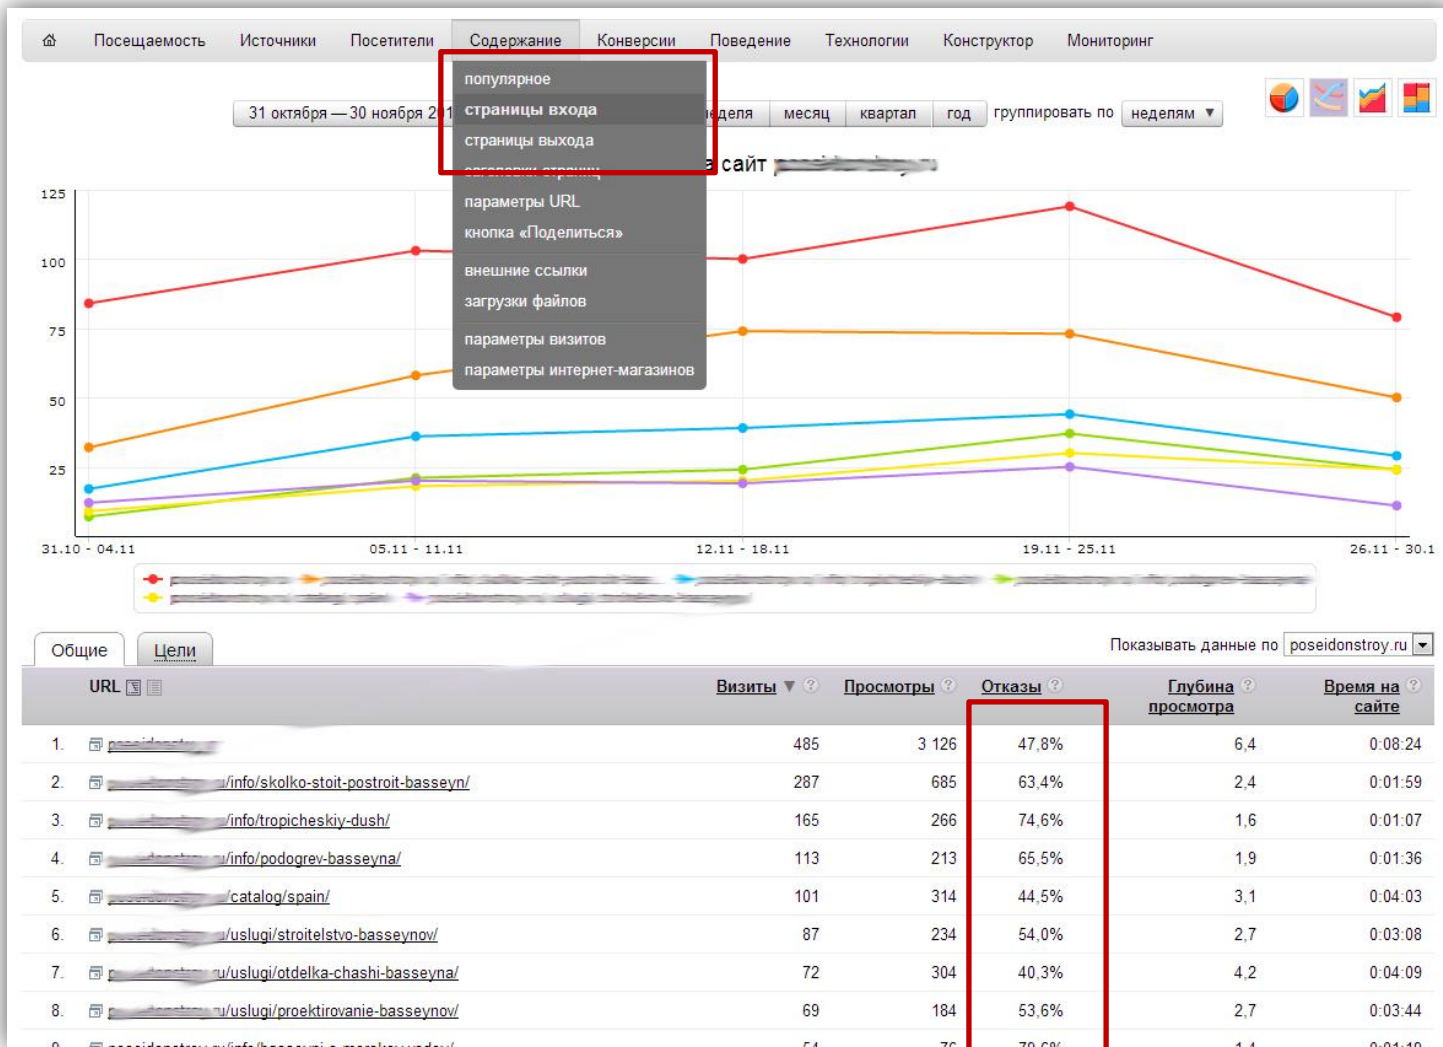 Посещаемость Источники Посетители Содержание Конверсии Поведение Технологии Конструктор Мониторинг
популярное
страницы входа
страницы выхода
заголовки страниц
параметры URL
кнопка «Поделиться»
внешние ссылки
загрузки файлов
параметры визитов
параметры интернет-магазинов
31 октября — 30 ноября месяц квартал год группировать по неделям
сайт
125
100
75
50
25
31.10 - 04.11 05.11 - 11.11 12.11 - 18.11 19.11 - 25.11 26.11 - 30.1
Общие Цели Показывать данные по poseidonstroy.ru
URL Визиты Просмотры Отказы Глубина просмотра Время на сайте
1. 485 3 126 47,8% 6,4 0:08:24
2. /info/skolko-stoit-postroit-basseyn/ 287 685 63,4% 2,4 0:01:59
3. /info/tropicheskiy-dush/ 165 266 74,6% 1,6 0:01:07
4. /info/podogrev-basseyna/ 113 213 65,5% 1,9 0:01:36
5. /catalog/spain/ 101 314 44,5% 3,1 0:04:03
6. /uslugi/stroitelstvo-basseynov/ 87 234 54,0% 2,7 0:03:08
7. /uslugi/otdelka-chashi-basseyna/ 72 304 40,3% 4,2 0:04:09
8. /uslugi/proektirovanie-basseynov/ 69 184 53,6% 2,7 0:03:44